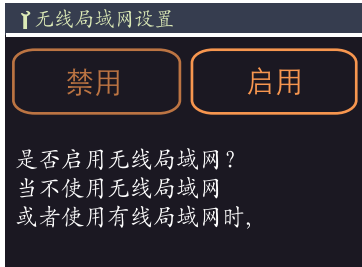 无线局域网设置
禁用
启用
是否启用无线局域网？
当不使用无线局域网
或者使用有线局域网时，